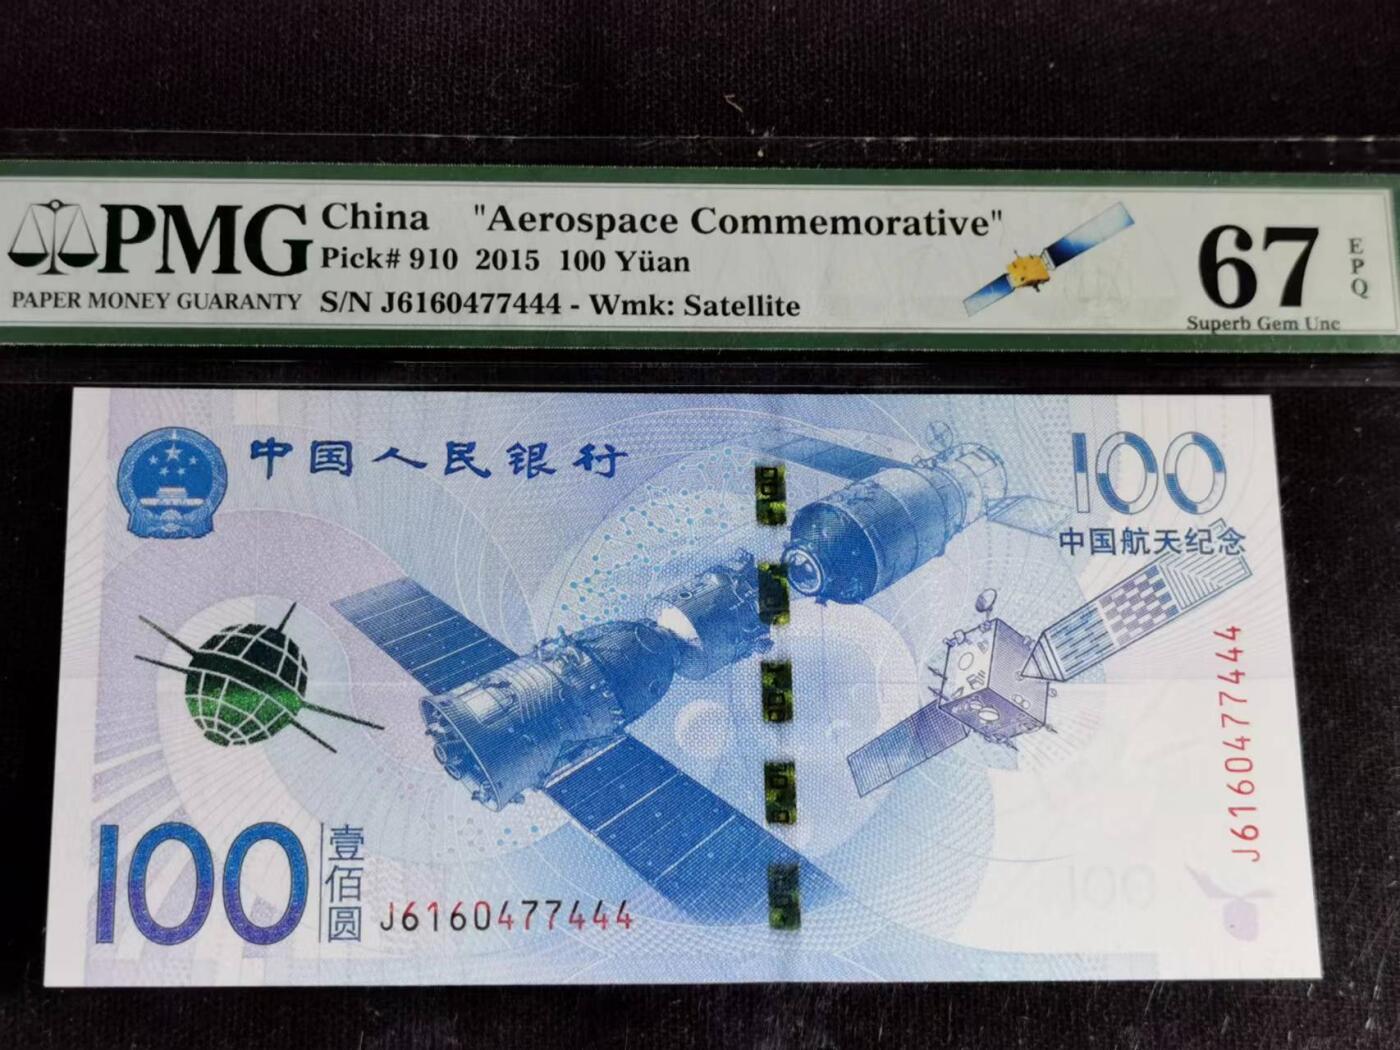 PMG
PAPER MONEY GUARANTY
China "Aerospace Commemorative"
Pick# 910 2015 100 Yüan
S/N J6160477444 - Wmk: Satellite
67
EPQ
Superb Gem Unc
中国人民银行
100
中国航天纪念
J6160477444
100
壹佰圆
J6160477444
100